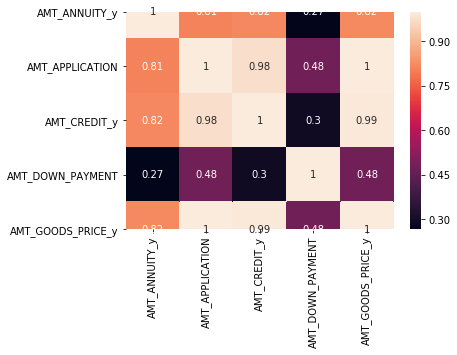 AMT_ANNUITY_y 1 0.81 0.82 0.27 0.82
AMT_APPLICATION 0.81 1 0.98 0.48 1
AMT_CREDIT_y 0.82 0.98 1 0.3 0.99
AMT_DOWN_PAYMENT 0.27 0.48 0.3 1 0.48
AMT_GOODS_PRICE_y 0.82 1 0.99 0.48 1
AMT_ANNUITY_y
AMT_APPLICATION
AMT_CREDIT_y
AMT_DOWN_PAYMENT
AMT_GOODS_PRICE_y
0.90
0.75
0.60
0.45
0.30